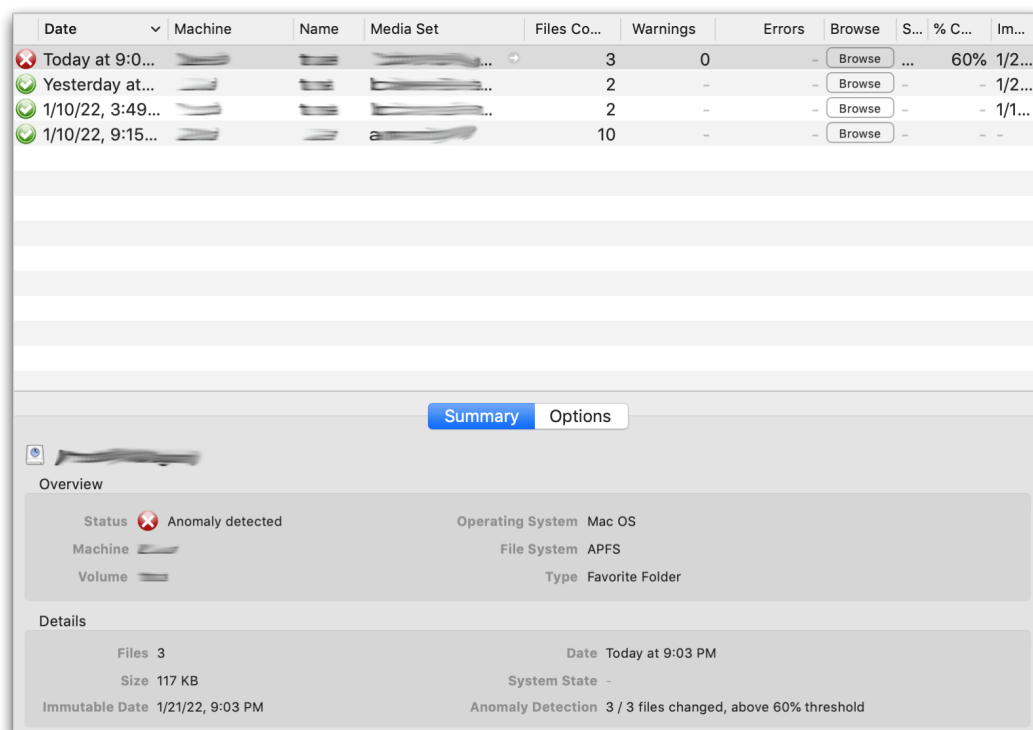 Date Machine Name Media Set Files Co... Warnings Errors Browse S... % C... Im...
Today at 9:0... ... 3 0 - Browse ... 60% 1/2...
Yesterday at... ... 2 - - Browse - - 1/2...
1/10/22, 3:49... ... 2 - - Browse - - 1/1...
1/10/22, 9:15... a 10 - - Browse - - -
Summary Options
Overview
Status Anomaly detected Operating System Mac OS
Machine File System APFS
Volume Type Favorite Folder
Details
Files 3 Date Today at 9:03 PM
Size 117 KB System State -
Immutable Date 1/21/22, 9:03 PM Anomaly Detection 3 / 3 files changed, above 60% threshold